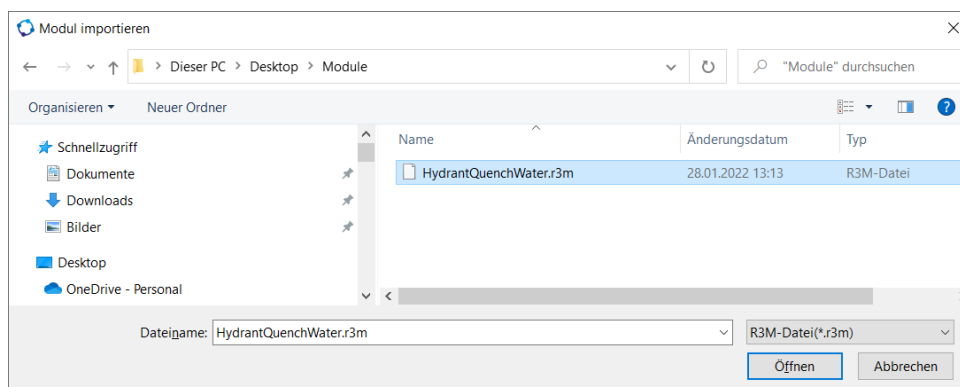 Modul importieren
Dieser PC > Desktop > Module
"Module" durchsuchen
Organisieren
Neuer Ordner
Name
Änderungsdatum
Typ
Schnellzugriff
HydrantQuenchWater.r3m
28.01.2022 13:13
R3M-Datei
Dokumente
Downloads
Bilder
Desktop
OneDrive - Personal
Dateiname:
HydrantQuenchWater.r3m
R3M-Datei(*.r3m)
Öffnen
Abbrechen